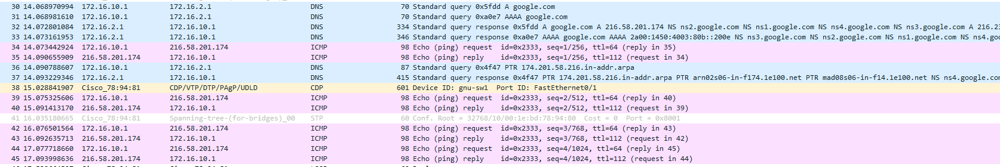 30 14.068970994 172.16.10.1 172.16.2.1 DNS 70 Standard query 0x5fdd A google.com
31 14.068981610 172.16.10.1 172.16.2.1 DNS 70 Standard query 0xa0e7 AAAA google.com
32 14.072801084 172.16.2.1 172.16.10.1 DNS 334 Standard query response 0x5fdd A google.com A 216.58.201.174 NS ns2.google.com NS ns1.google.com NS ns4.google.com NS ns3.google.com A 216.23
33 14.073161953 172.16.2.1 172.16.10.1 DNS 346 Standard query response 0xa0e7 AAAA google.com AAAA 2a00:1450:4003:80b::200e NS ns3.google.com NS ns2.google.com NS ns1.google.com NS ns4.goo
34 14.073442924 172.16.10.1 216.58.201.174 ICMP 98 Echo (ping) request id=0x2333, seq=1/256, ttl=64 (reply in 35)
35 14.090655909 216.58.201.174 172.16.10.1 ICMP 98 Echo (ping) reply id=0x2333, seq=1/256, ttl=112 (request in 34)
36 14.090788607 172.16.10.1 172.16.2.1 DNS 87 Standard query 0x4f47 PTR 174.201.58.216.in-addr.arpa
37 14.093229346 172.16.2.1 172.16.10.1 DNS 415 Standard query response 0x4f47 PTR 174.201.58.216.in-addr.arpa PTR arn02s06-in-f174.1e100.net PTR mad08s06-in-f14.1e100.net NS ns4.google.com
38 15.028841907 Cisco_78:94:81 CDP/VTP/DTP/PAgP/UDLD CDP 601 Device ID: gnu-sw1 Port ID: FastEthernet0/1
39 15.075325606 172.16.10.1 216.58.201.174 ICMP 98 Echo (ping) request id=0x2333, seq=2/512, ttl=64 (reply in 40)
40 15.091413170 216.58.201.174 172.16.10.1 ICMP 98 Echo (ping) reply id=0x2333, seq=2/512, ttl=112 (request in 39)
41 16.035180665 Cisco_78:94:81 Spanning-tree-(for-bridges)_00 STP 60 Conf. Root = 32768/10/00:1e:bd:78:94:80 Cost = 0 Port = 0x8001
42 16.076501564 172.16.10.1 216.58.201.174 ICMP 98 Echo (ping) request id=0x2333, seq=3/768, ttl=64 (reply in 43)
43 16.092635713 216.58.201.174 172.16.10.1 ICMP 98 Echo (ping) reply id=0x2333, seq=3/768, ttl=112 (request in 42)
44 17.077718660 172.16.10.1 216.58.201.174 ICMP 98 Echo (ping) request id=0x2333, seq=4/1024, ttl=64 (reply in 45)
45 17.093998636 216.58.201.174 172.16.10.1 ICMP 98 Echo (ping) reply id=0x2333, seq=4/1024, ttl=112 (request in 44)